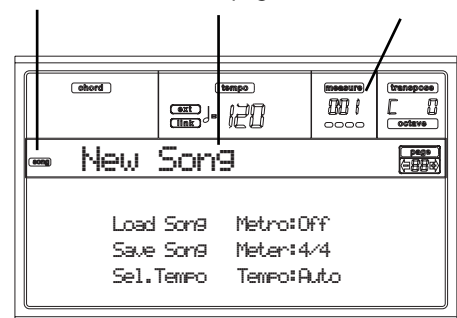 chord tempo measure transpose
ext link ♩= 120 001 C 0
octave
song New Song page
Load Song Metro:Off
Save Song Meter:4/4
Sel.Tempo Tempo:Auto